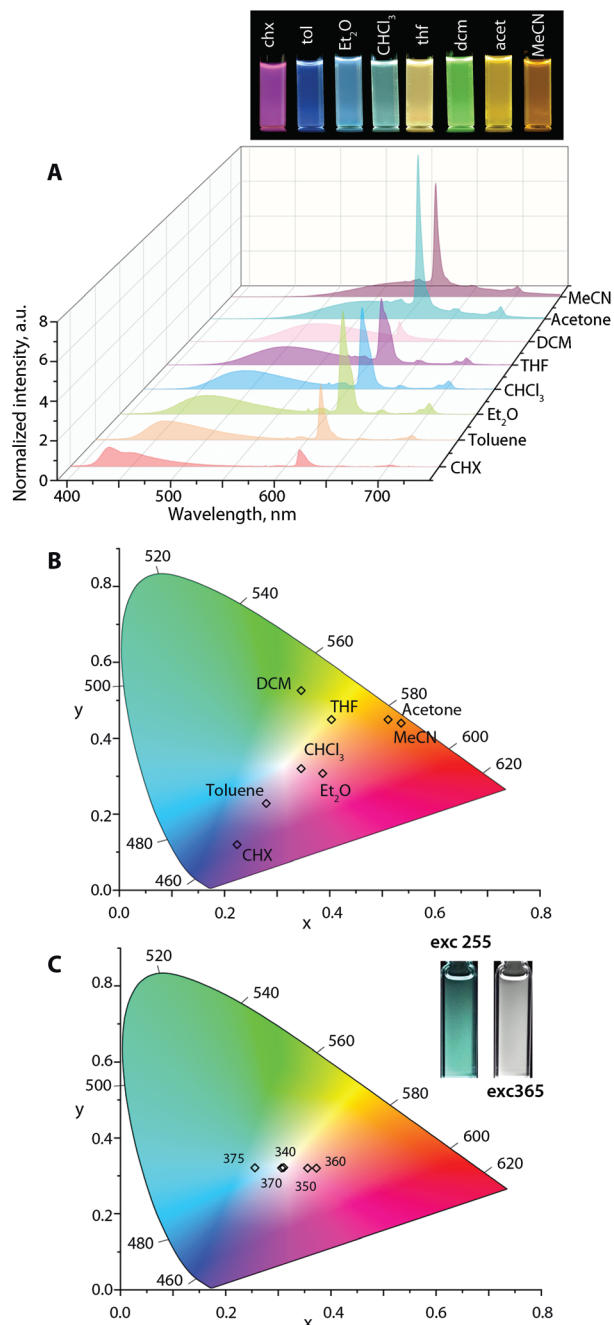 chx tol Et2O CHCl3 thf dcm acet MeCN
A
MeCN
Acetone
DCM
THF
CHCl3
Et2O
Toluene
CHX
Normalized intensity, a.u.
8
6
4
2
0
400 500 600 700
Wavelength, nm
B
520
540
560
580
600
620
500
480
460
0.8
0.6
0.4
0.2
0.0
y
DCM
THF
Acetone
MeCN
CHCl3
Et2O
Toluene
CHX
0.0 0.2 0.4 0.6 0.8
x
C
exc 255
exc365
520
540
560
580
600
620
500
480
460
0.8
0.6
0.4
0.2
0.0
y
375 340 360
370 350
0.0 0.2 0.4 0.6 0.8
x